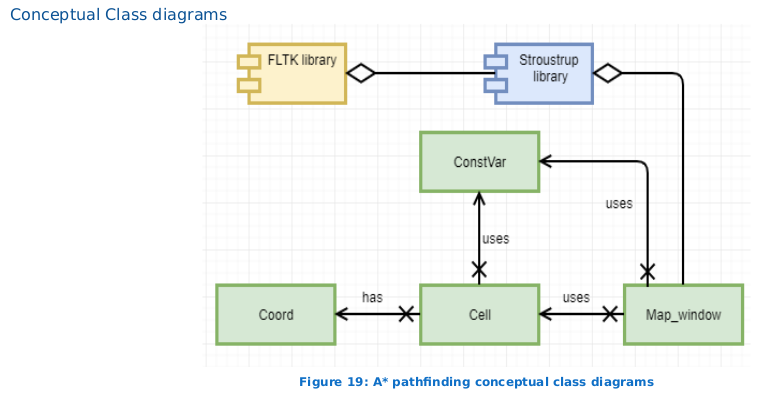 Conceptual Class diagrams
FLTK library
Stroustrup
library
ConstVar
uses
uses
has
uses
Coord
Cell
Map_window
Figure 19: A* pathfinding conceptual class diagrams